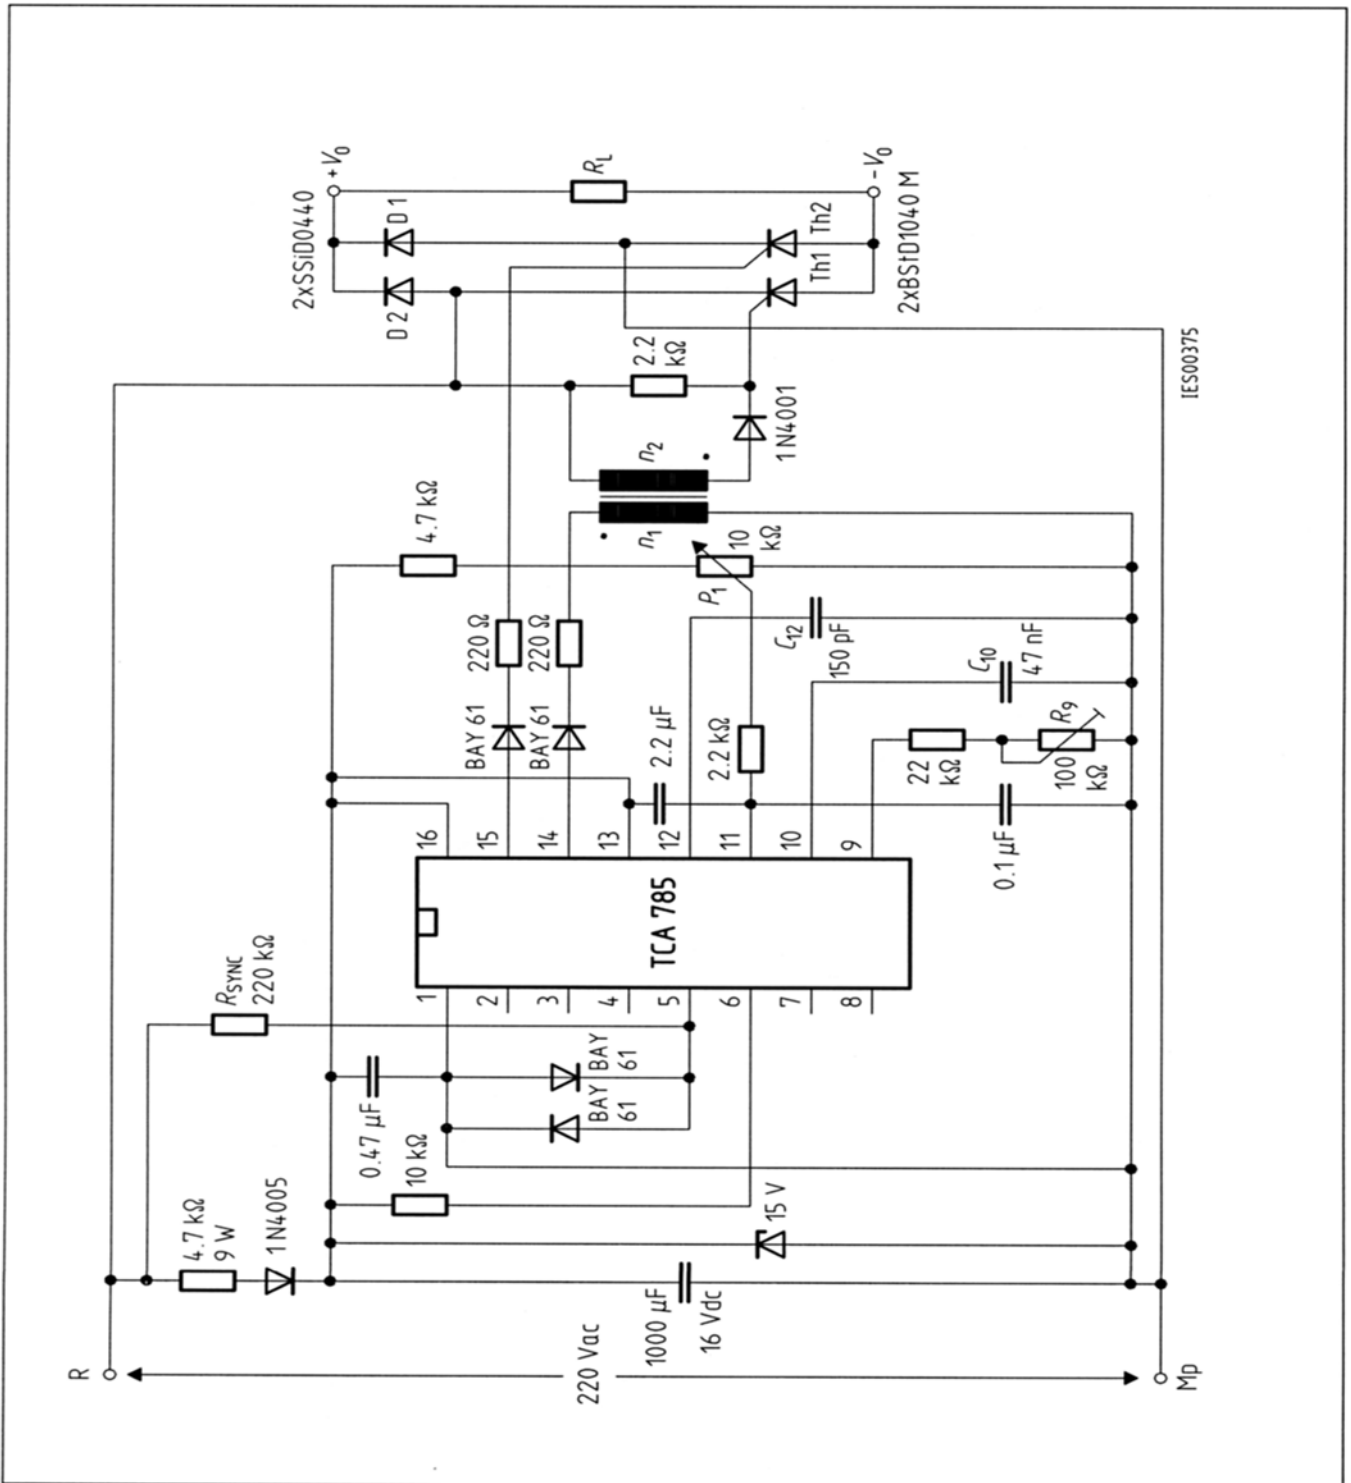 R
220 Vac
Mp
4.7 kΩ
9 W
1N4005
1000 µF
16 Vdc
15 V
10 kΩ
0.47 µF
BAY
61
BAY
61
RSYNC
220 kΩ
TCA 785
1
2
3
4
5
6
7
8
16
15
14
13
12
11
10
9
BAY 61
220 Ω
BAY 61
220 Ω
2.2 µF
2.2 kΩ
0.1 µF
22
kΩ
100
kΩ
R9
C10
47 nF
C12
150 pF
P1
10
kΩ
4.7 kΩ
n1
n2
1N4001
2.2
kΩ
D2
D1
2xSSiD0440
+V0
RL
-V0
Th1
Th2
2xBStD1040 M
IES00375